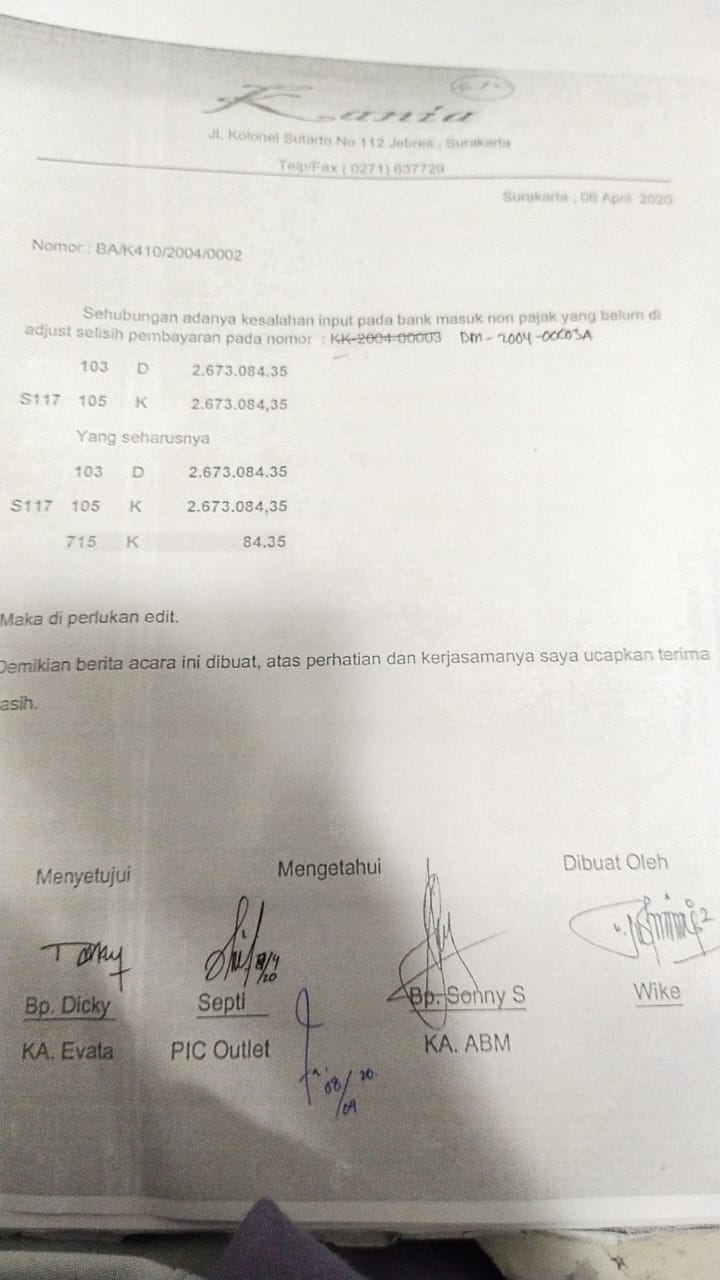 Kania
Jl. Kolonel Sutarto No 112 Jebres , Surakarta
Telp/Fax ( 0271) 637729
Surakarta , 06 April 2020
Nomor : BA/K410/2004/0002
Sehubungan adanya kesalahan input pada bank masuk non pajak yang belum di
adjust selisih pembayaran pada nomor : KK-2004-00003 DM-2004-00003A
103 D 2.673.084,35
S117 105 K 2.673.084,35
Yang seharusnya
103 D 2.673.084.35
S117 105 K 2.673.084,35
715 K 84.35
Maka di perlukan edit.
Demikian berita acara ini dibuat, atas perhatian dan kerjasamanya saya ucapkan terima
asih.
Menyetujui Mengetahui Dibuat Oleh
8/4
20
Bp. Dicky Septi Bp. Sonny S Wike
KA. Evata PIC Outlet KA. ABM
08/04 20